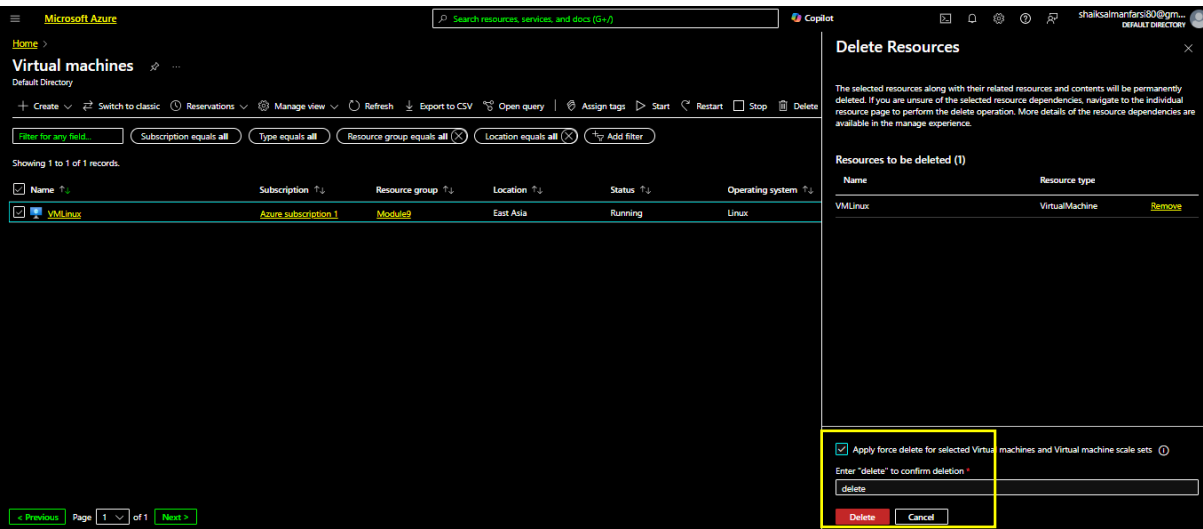 Microsoft Azure
Search resources, services, and docs (G+/)
Copilot
shaiksalmanfarsi80@gm...
DEFAULT DIRECTORY
Home >
Virtual machines ...
Default Directory
+ Create Switch to classic Reservations Manage view Refresh Export to CSV Open query | Assign tags Start Restart Stop Delete
Filter for any field... Subscription equals all Type equals all Resource group equals all Location equals all Add filter
Showing 1 to 1 of 1 records.
Name ↑↓ Subscription ↑↓ Resource group ↑↓ Location ↑↓ Status ↑↓ Operating system ↑↓
VMLinux Azure subscription 1 Module9 East Asia Running Linux
< Previous Page 1 of 1 Next >
Delete Resources
The selected resources along with their related resources and contents will be permanently
deleted. If you are unsure of the selected resource dependencies, navigate to the individual
resource page to perform the delete operation. More details of the resource dependencies are
available in the manage experience.
Resources to be deleted (1)
Name Resource type
VMLinux VirtualMachine Remove
Apply force delete for selected Virtual machines and Virtual machine scale sets
Enter "delete" to confirm deletion *
delete
Delete Cancel